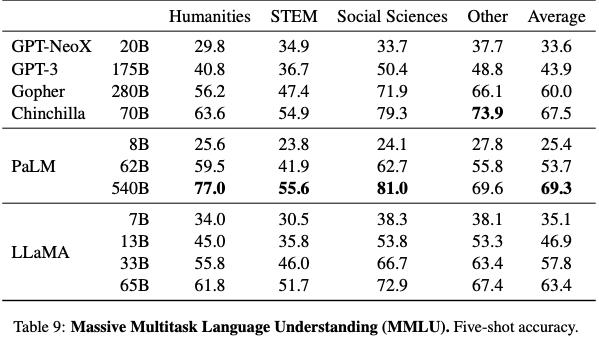 Humanities STEM Social Sciences Other Average
GPT-NeoX 20B 29.8 34.9 33.7 37.7 33.6
GPT-3 175B 40.8 36.7 50.4 48.8 43.9
Gopher 280B 56.2 47.4 71.9 66.1 60.0
Chinchilla 70B 63.6 54.9 79.3 73.9 67.5
8B 25.6 23.8 24.1 27.8 25.4
PaLM 62B 59.5 41.9 62.7 55.8 53.7
540B 77.0 55.6 81.0 69.6 69.3
7B 34.0 30.5 38.3 38.1 35.1
LLaMA 13B 45.0 35.8 53.8 53.3 46.9
33B 55.8 46.0 66.7 63.4 57.8
65B 61.8 51.7 72.9 67.4 63.4
Table 9: Massive Multitask Language Understanding (MMLU). Five-shot accuracy.